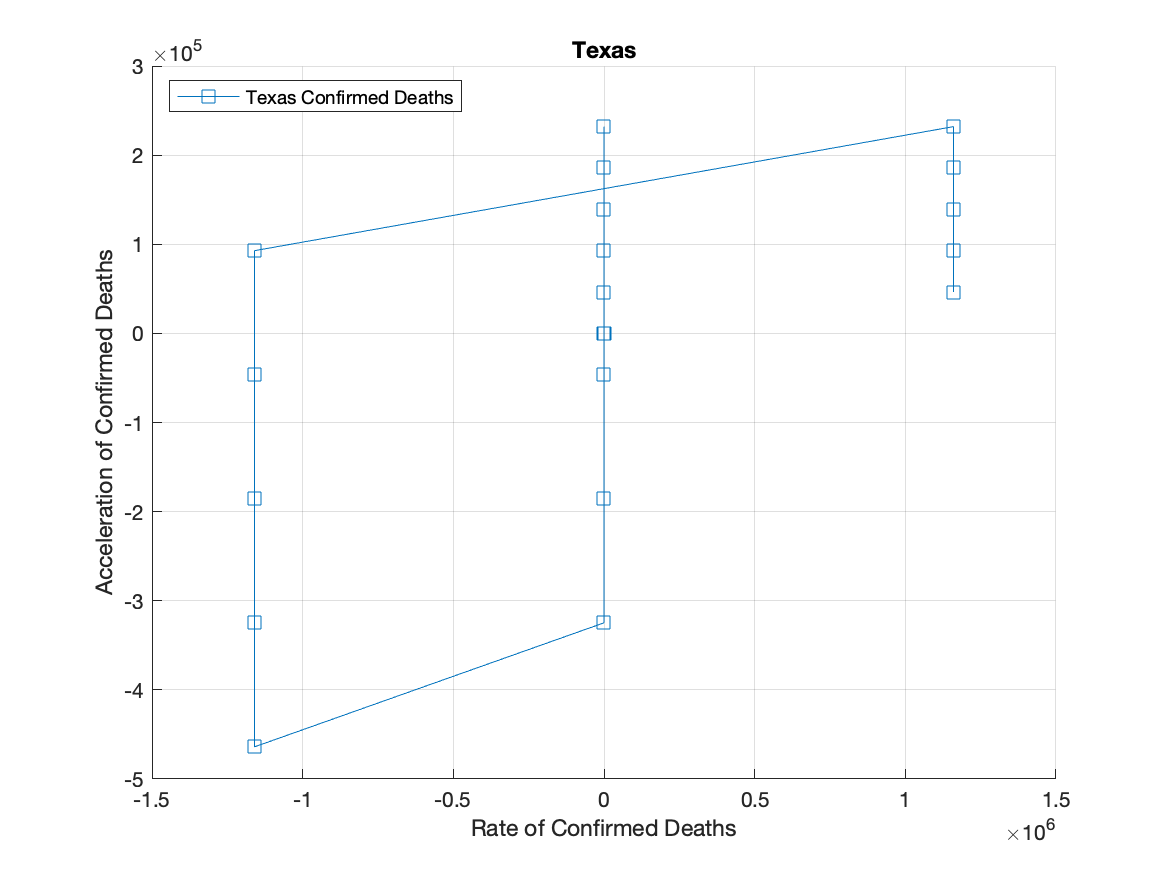 Texas
×10^5
Texas Confirmed Deaths
3
2
1
0
-1
-2
-3
-4
-5
Acceleration of Confirmed Deaths
-1.5 -1 -0.5 0 0.5 1 1.5
Rate of Confirmed Deaths
×10^6